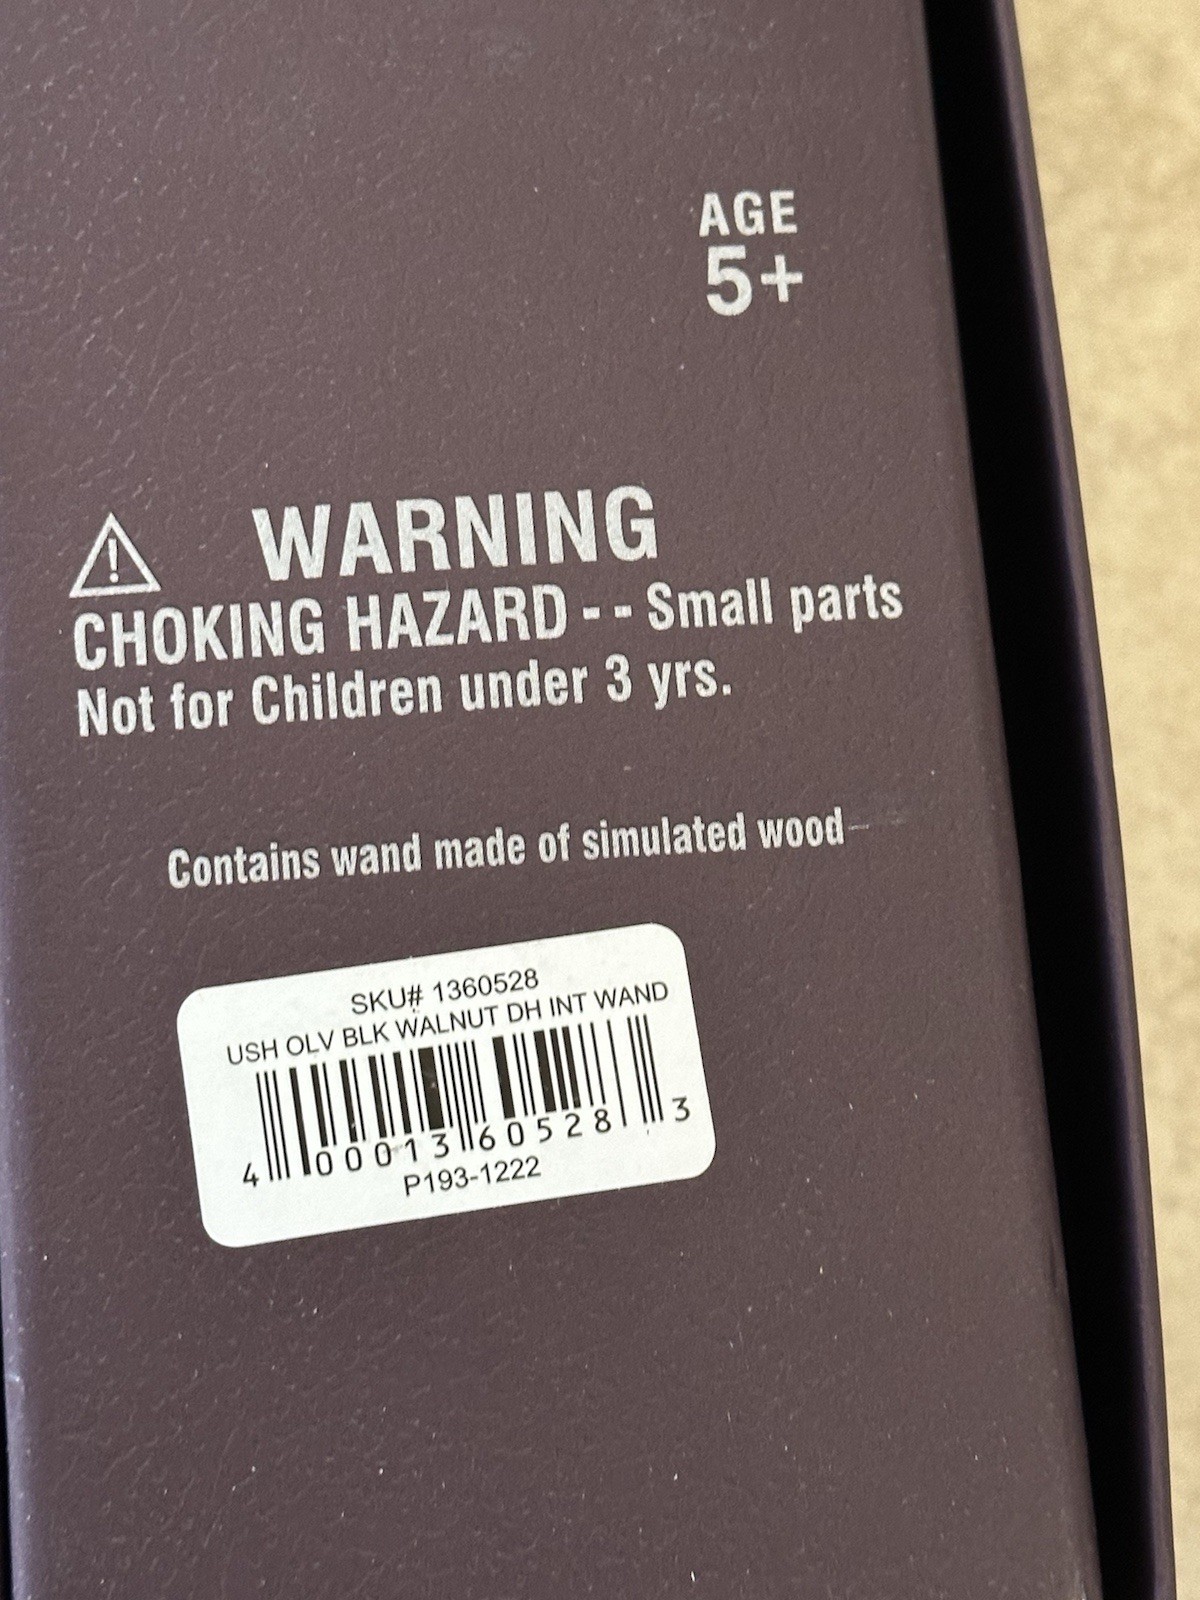 AGE
5+
WARNING
CHOKING HAZARD -- Small parts
Not for Children under 3 yrs.
Contains wand made of simulated wood
SKU# 1360528
USH OLV BLK WALNUT DH INT WAND
4 00013 60528 3
P193-1222